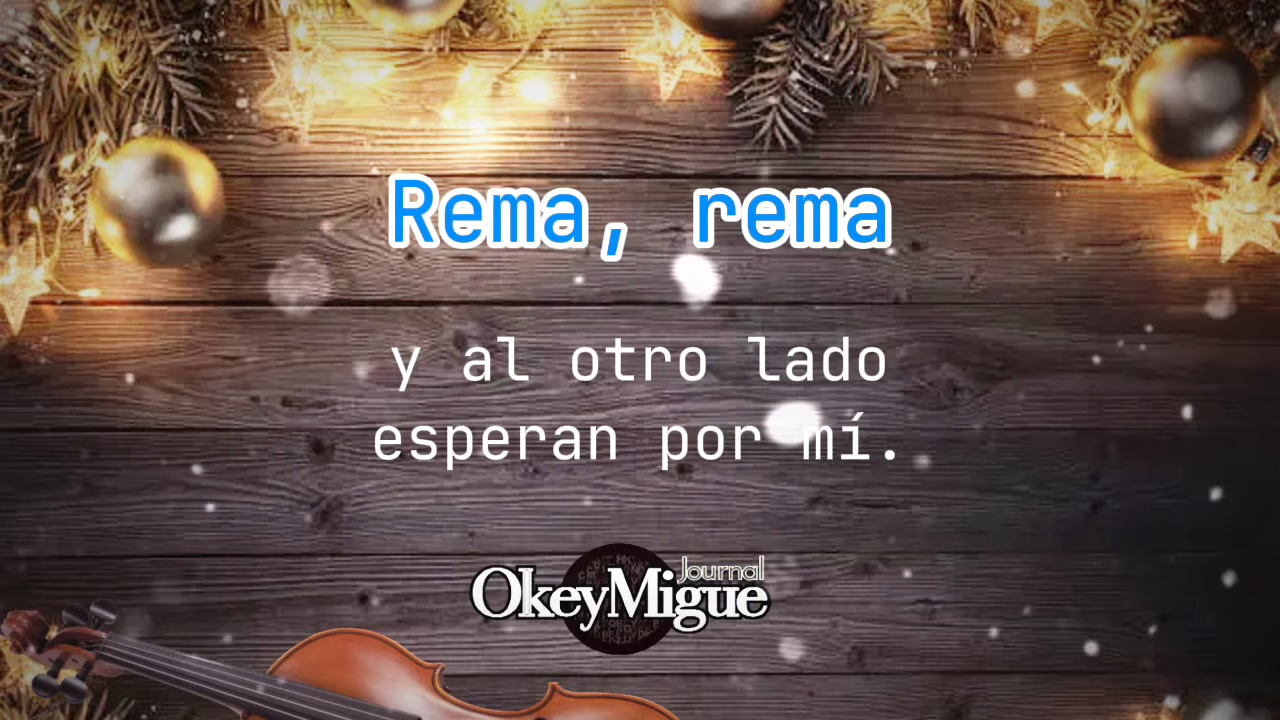 Rema, rema
y al otro lado
esperan por mí.
Journal
OkeyMigue